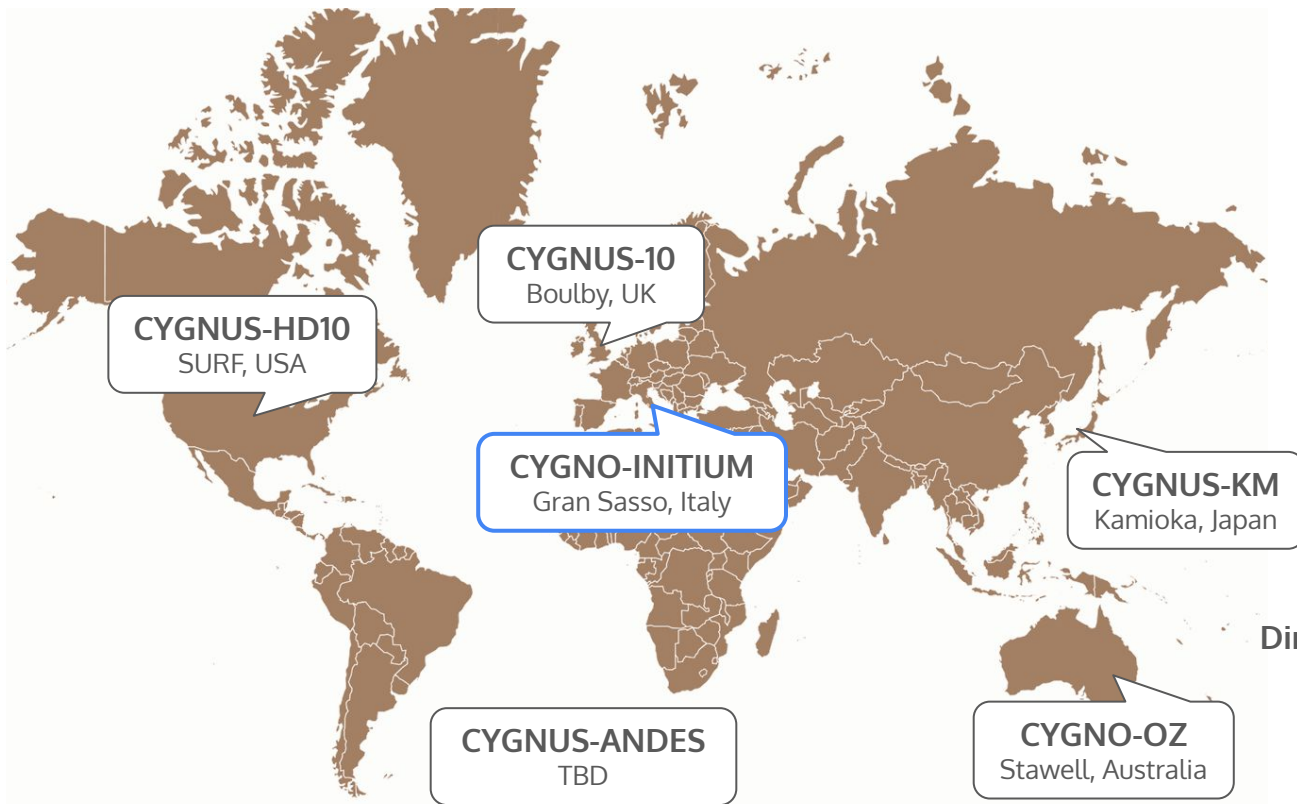 CYGNUS-10
Boulby, UK
CYGNUS-HD10
SURF, USA
CYGNO-INITIUM
Gran Sasso, Italy
CYGNUS-KM
Kamioka, Japan
CYGNUS-ANDES
TBD
CYGNO-OZ
Stawell, Australia